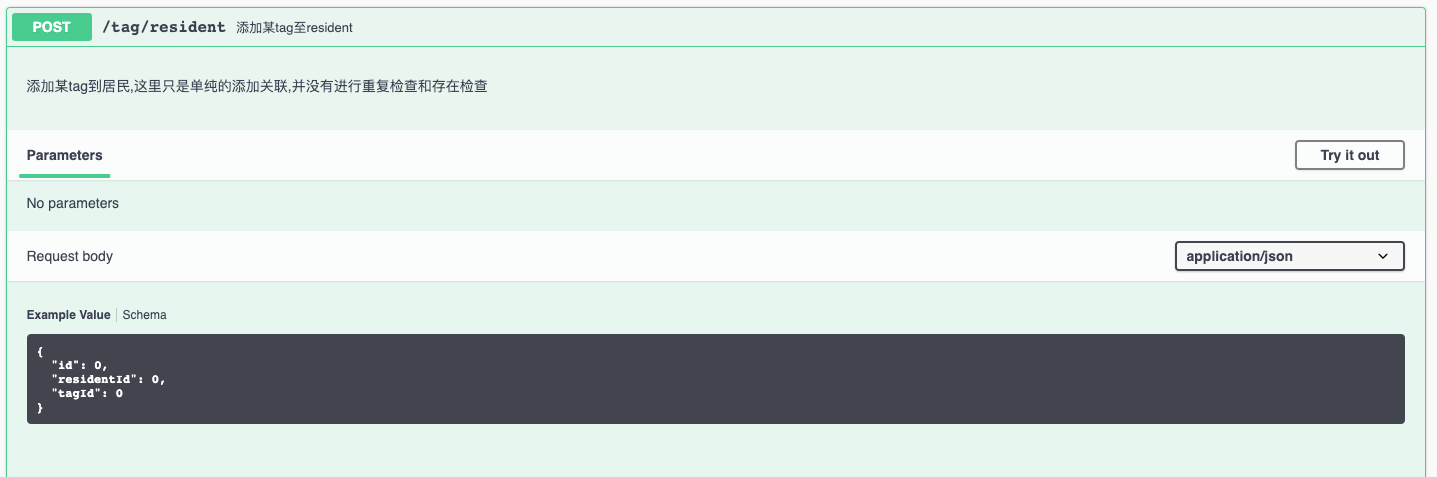 POST /tag/resident 添加某tag至resident
添加某tag到居民,这里只是单纯的添加关联,并没有进行重复检查和存在检查
Parameters Try it out
No parameters
Request body application/json
Example Value Schema
{
"id": 0,
"residentId": 0,
"tagId": 0
}